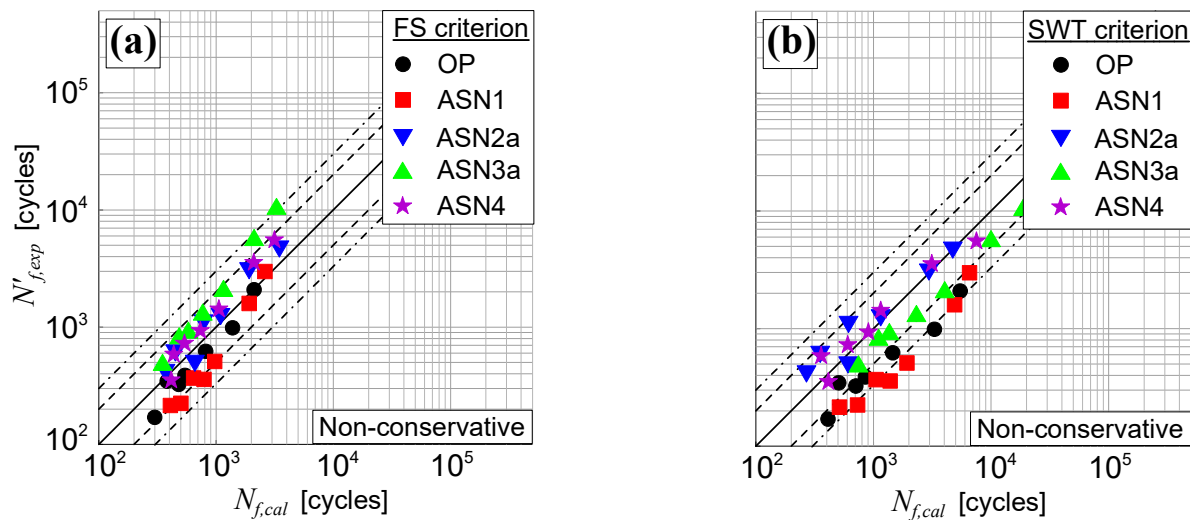 (a)
FS criterion
OP
ASN1
ASN2a
ASN3a
ASN4
10^5
10^4
10^3
10^2
N'_{f,exp} [cycles]
Non-conservative
10^2 10^3 10^4 10^5
N_{f,cal} [cycles]
(b)
SWT criterion
OP
ASN1
ASN2a
ASN3a
ASN4
Non-conservative
10^2 10^3 10^4 10^5
N_{f,cal} [cycles]